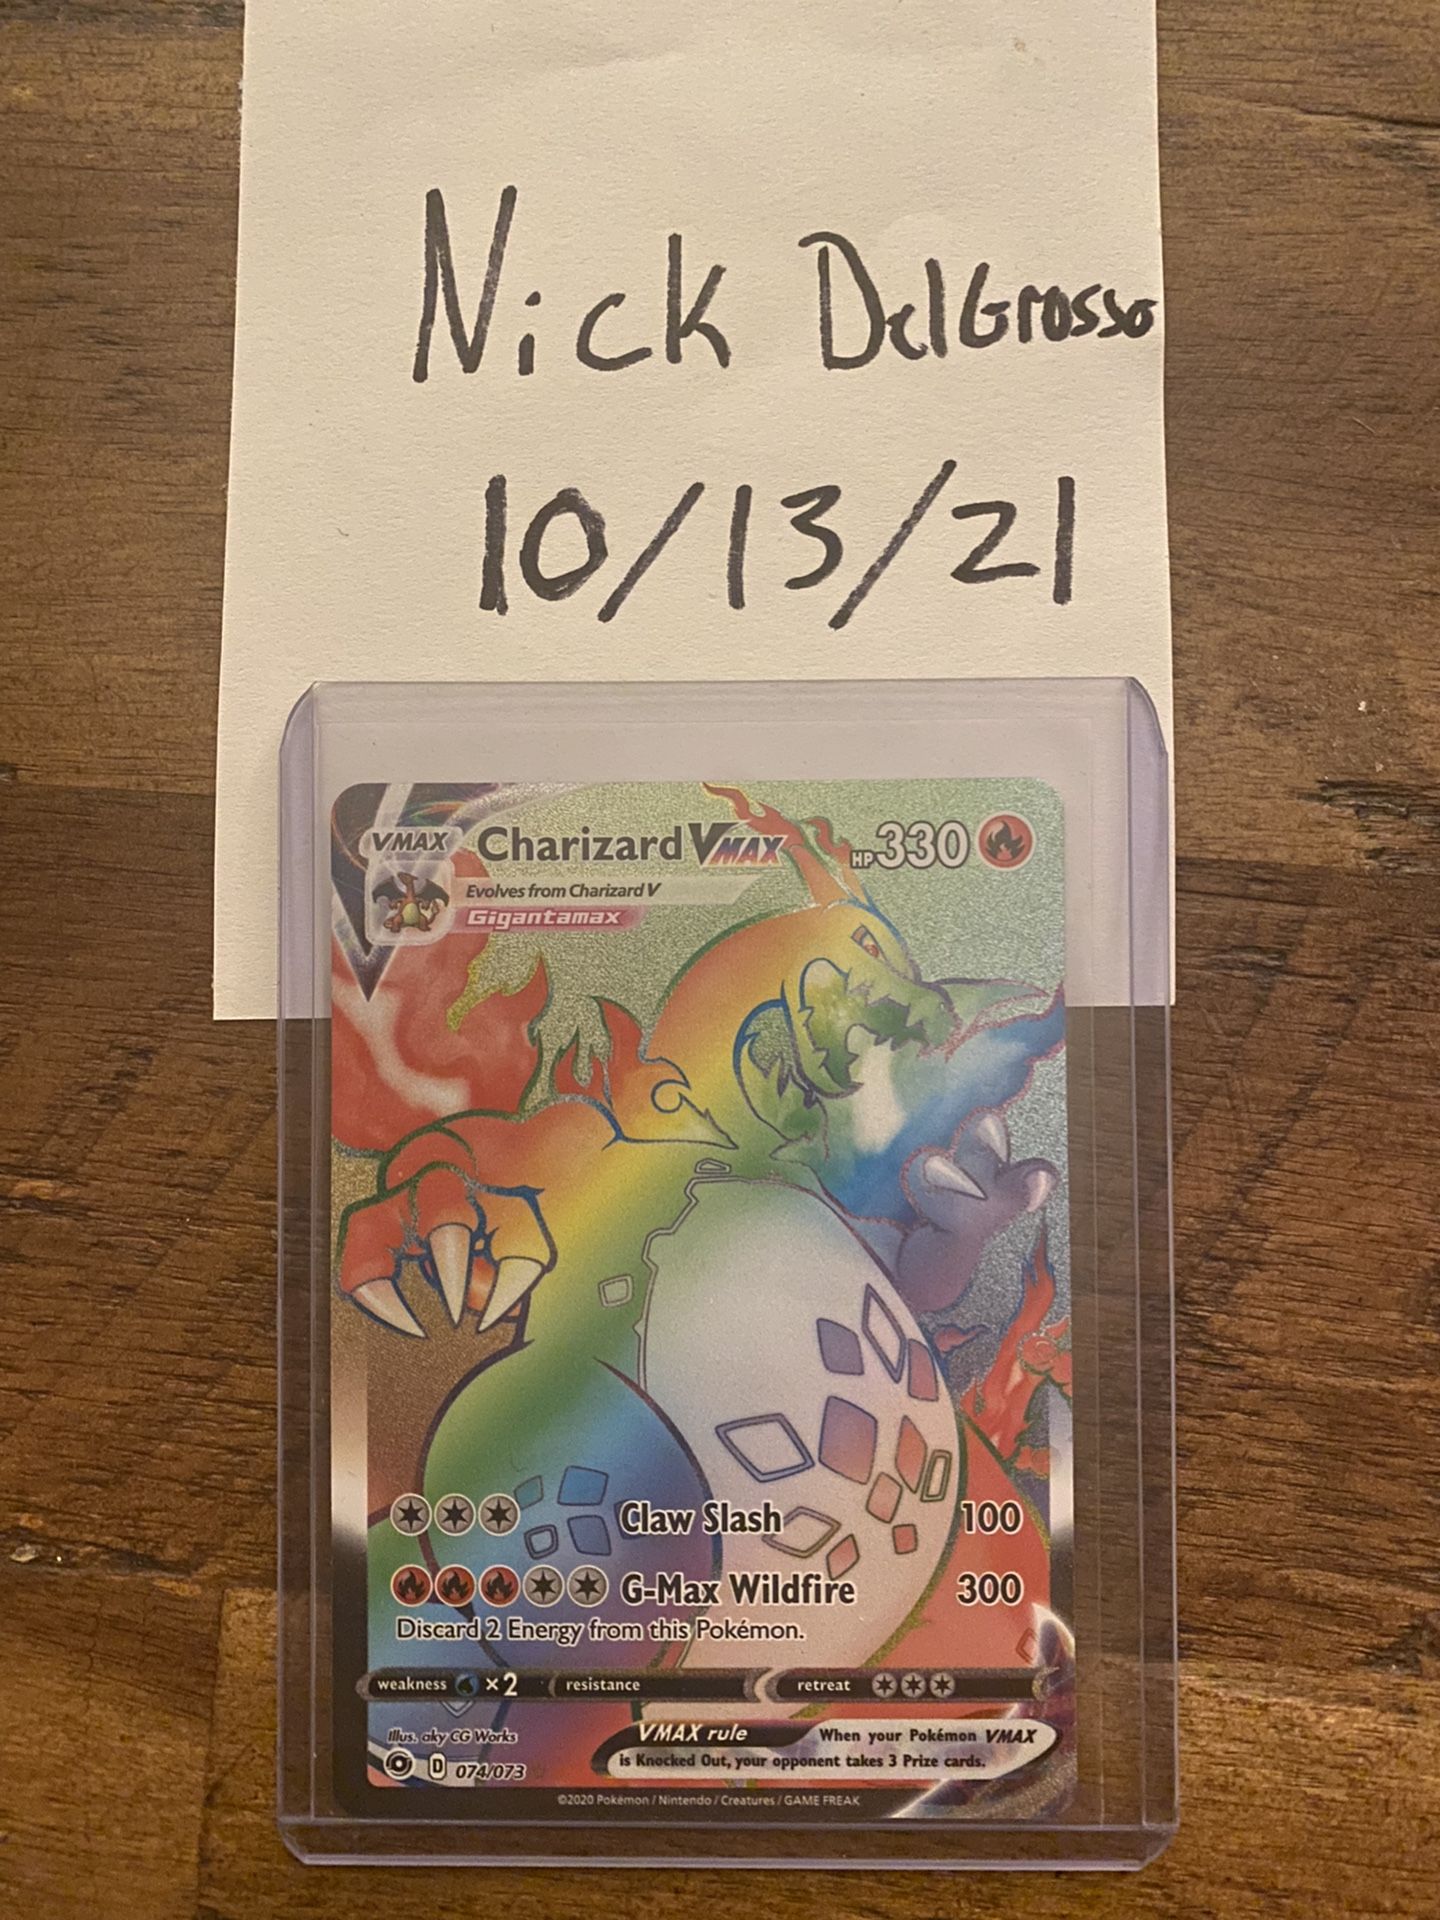 Nick DelGrosso
10/13/21
VMAX Charizard VMAX HP 330
Evolves from Charizard V
Gigantamax
Claw Slash 100
G-Max Wildfire 300
Discard 2 Energy from this Pokémon.
weakness ×2 resistance retreat
Illus. aky CG Works
VMAX rule When your Pokémon VMAX
is Knocked Out, your opponent takes 3 Prize cards.
D 074/073
©2020 Pokémon / Nintendo / Creatures / GAME FREAK